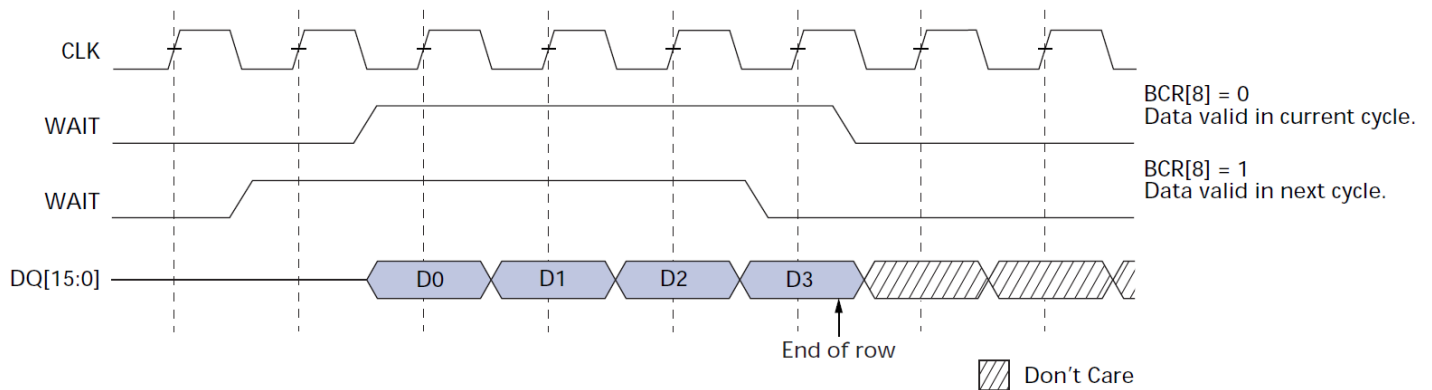 CLK
BCR[8] = 0
Data valid in current cycle.
WAIT
BCR[8] = 1
Data valid in next cycle.
WAIT
DQ[15:0]
D0
D1
D2
D3
End of row
Don't Care